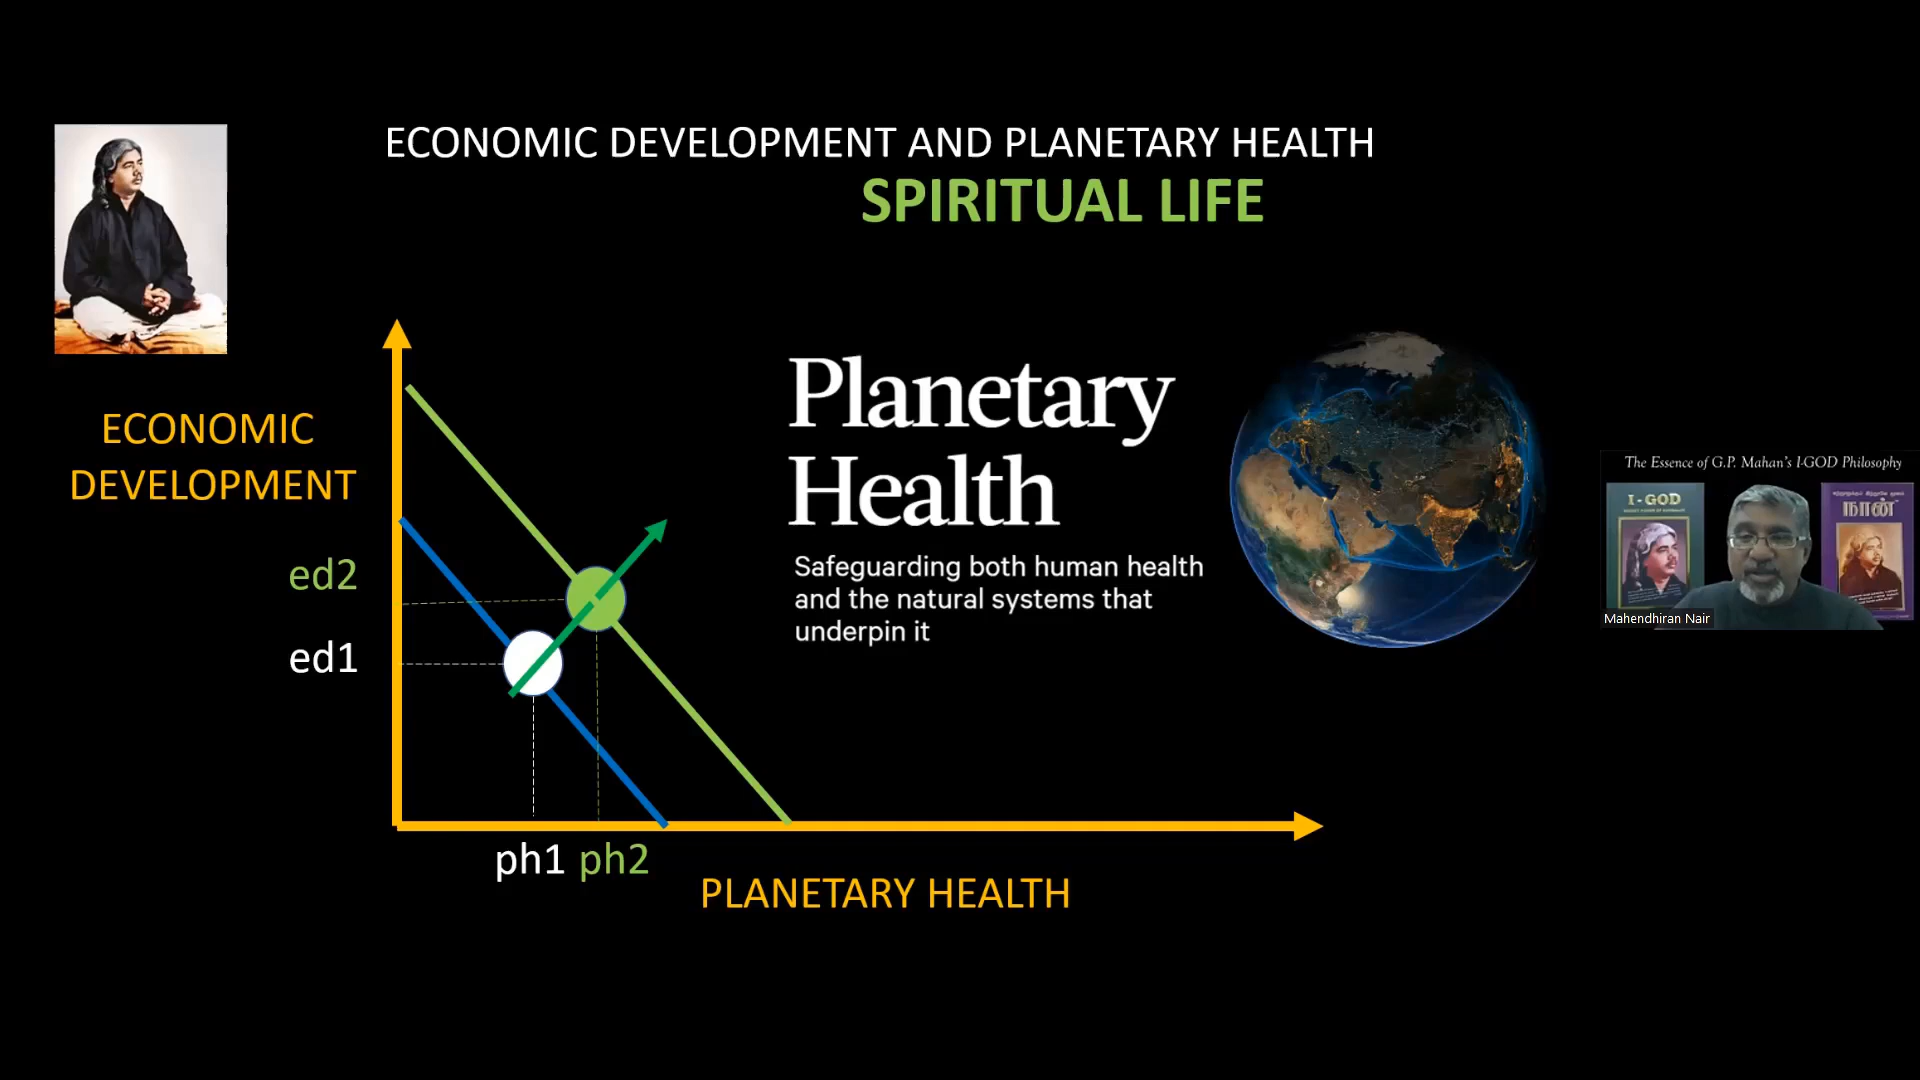 ECONOMIC DEVELOPMENT AND PLANETARY HEALTH
SPIRITUAL LIFE
ECONOMIC
DEVELOPMENT
ed2
ed1
ph1 ph2
PLANETARY HEALTH
Planetary
Health
Safeguarding both human health
and the natural systems that
underpin it
The Essence of G.P. Mahan's I-GOD Philosophy
I - GOD
நான்
Mahendhiran Nair